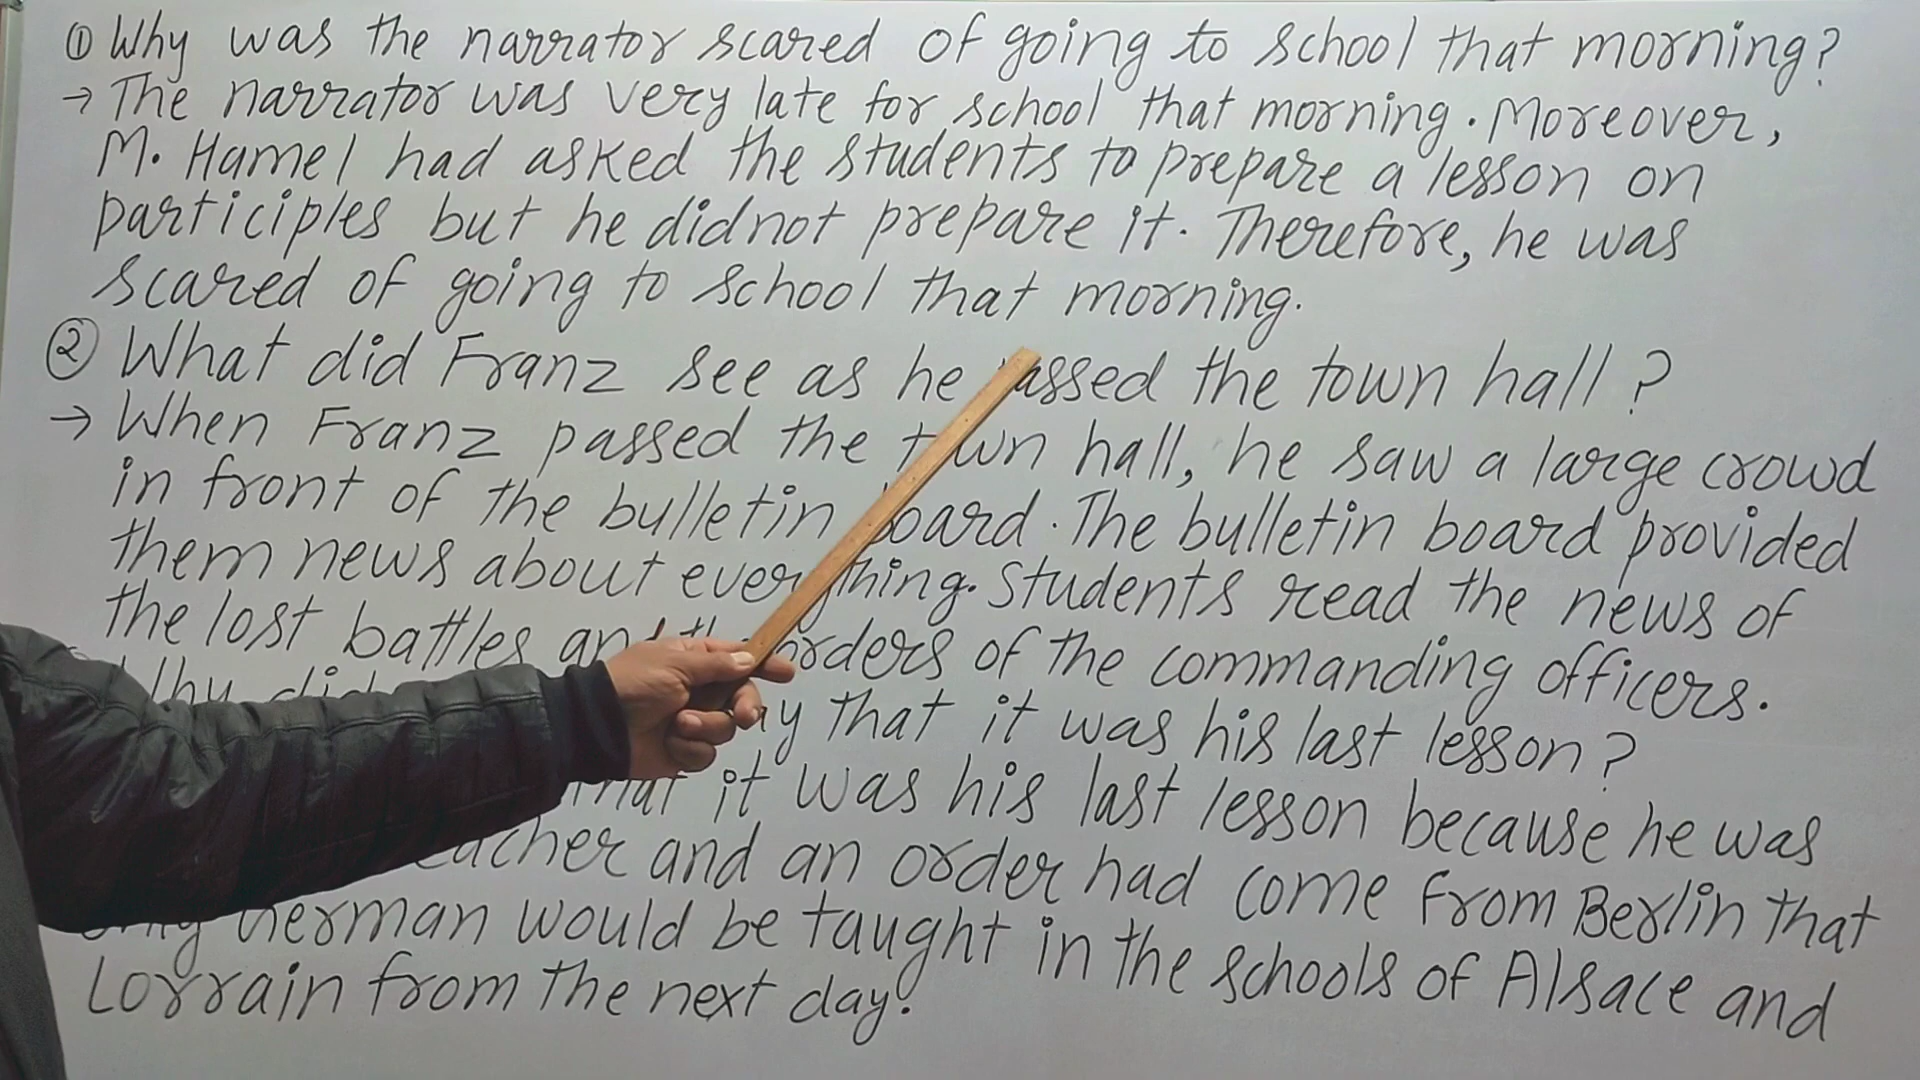 ① Why was the narrator scared of going to school that morning?
→ The narrator was very late for school that morning. Moreover,
M. Hamel had asked the students to prepare a lesson on
participles but he didnot prepare it. Therefore, he was
scared of going to school that morning.
② What did Franz see as he passed the town hall?
→ When Franz passed the town hall, he saw a large crowd
in front of the bulletin board. The bulletin board provided
them news about everything. Students read the news of
the lost battles and the orders of the commanding officers.
did that it was his last lesson?
that it was his last lesson because he was
and an order had come from Berlin that
only German would be taught in the schools of Alsace and
Lorrain from the next day.